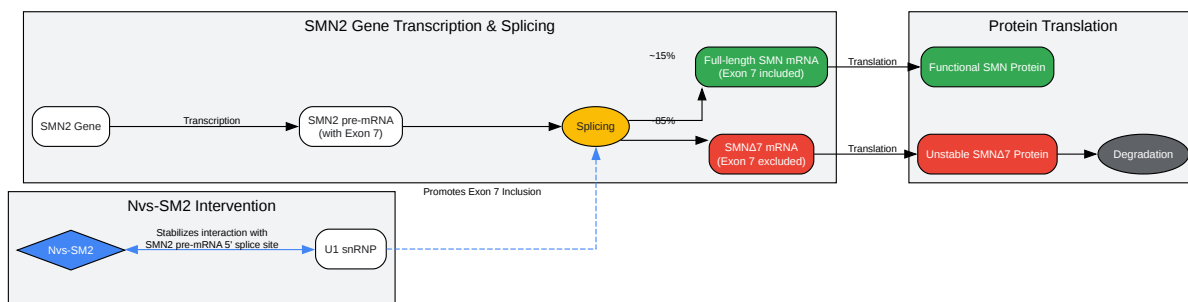 SMN2 Gene Transcription & Splicing
Protein Translation
~15%
Full-length SMN mRNA
(Exon 7 included)
Translation
Functional SMN Protein
SMN2 Gene
Transcription
SMN2 pre-mRNA
(with Exon 7)
Splicing
~85%
SMNΔ7 mRNA
(Exon 7 excluded)
Translation
Unstable SMNΔ7 Protein
Degradation
Promotes Exon 7 Inclusion
Nvs-SM2 Intervention
Nvs-SM2
Stabilizes interaction with
SMN2 pre-mRNA 5' splice site
U1 snRNP